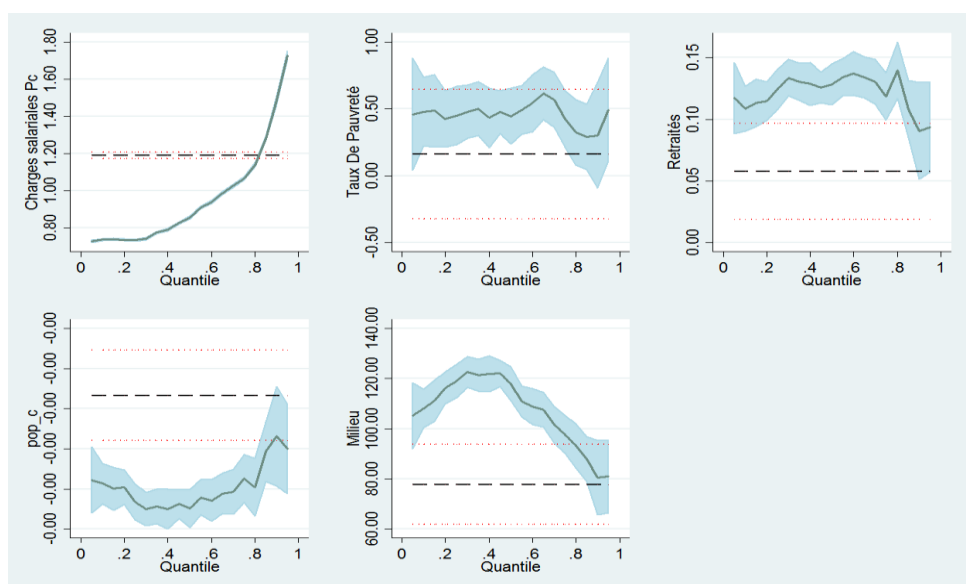 Charges salariales Pc
1.80
1.60
1.40
1.20
1.00
0.80
0 .2 .4 .6 .8 1
Quantile
Taux De Pauvreté
1.00
0.50
0.00
-0.50
0 .2 .4 .6 .8 1
Quantile
Retraités
0.15
0.10
0.05
0.00
0 .2 .4 .6 .8 1
Quantile
pop_c
-0.00
-0.00
-0.00
-0.00
-0.00
-0.00
0 .2 .4 .6 .8 1
Quantile
Milieu
140.00
120.00
100.00
80.00
60.00
0 .2 .4 .6 .8 1
Quantile